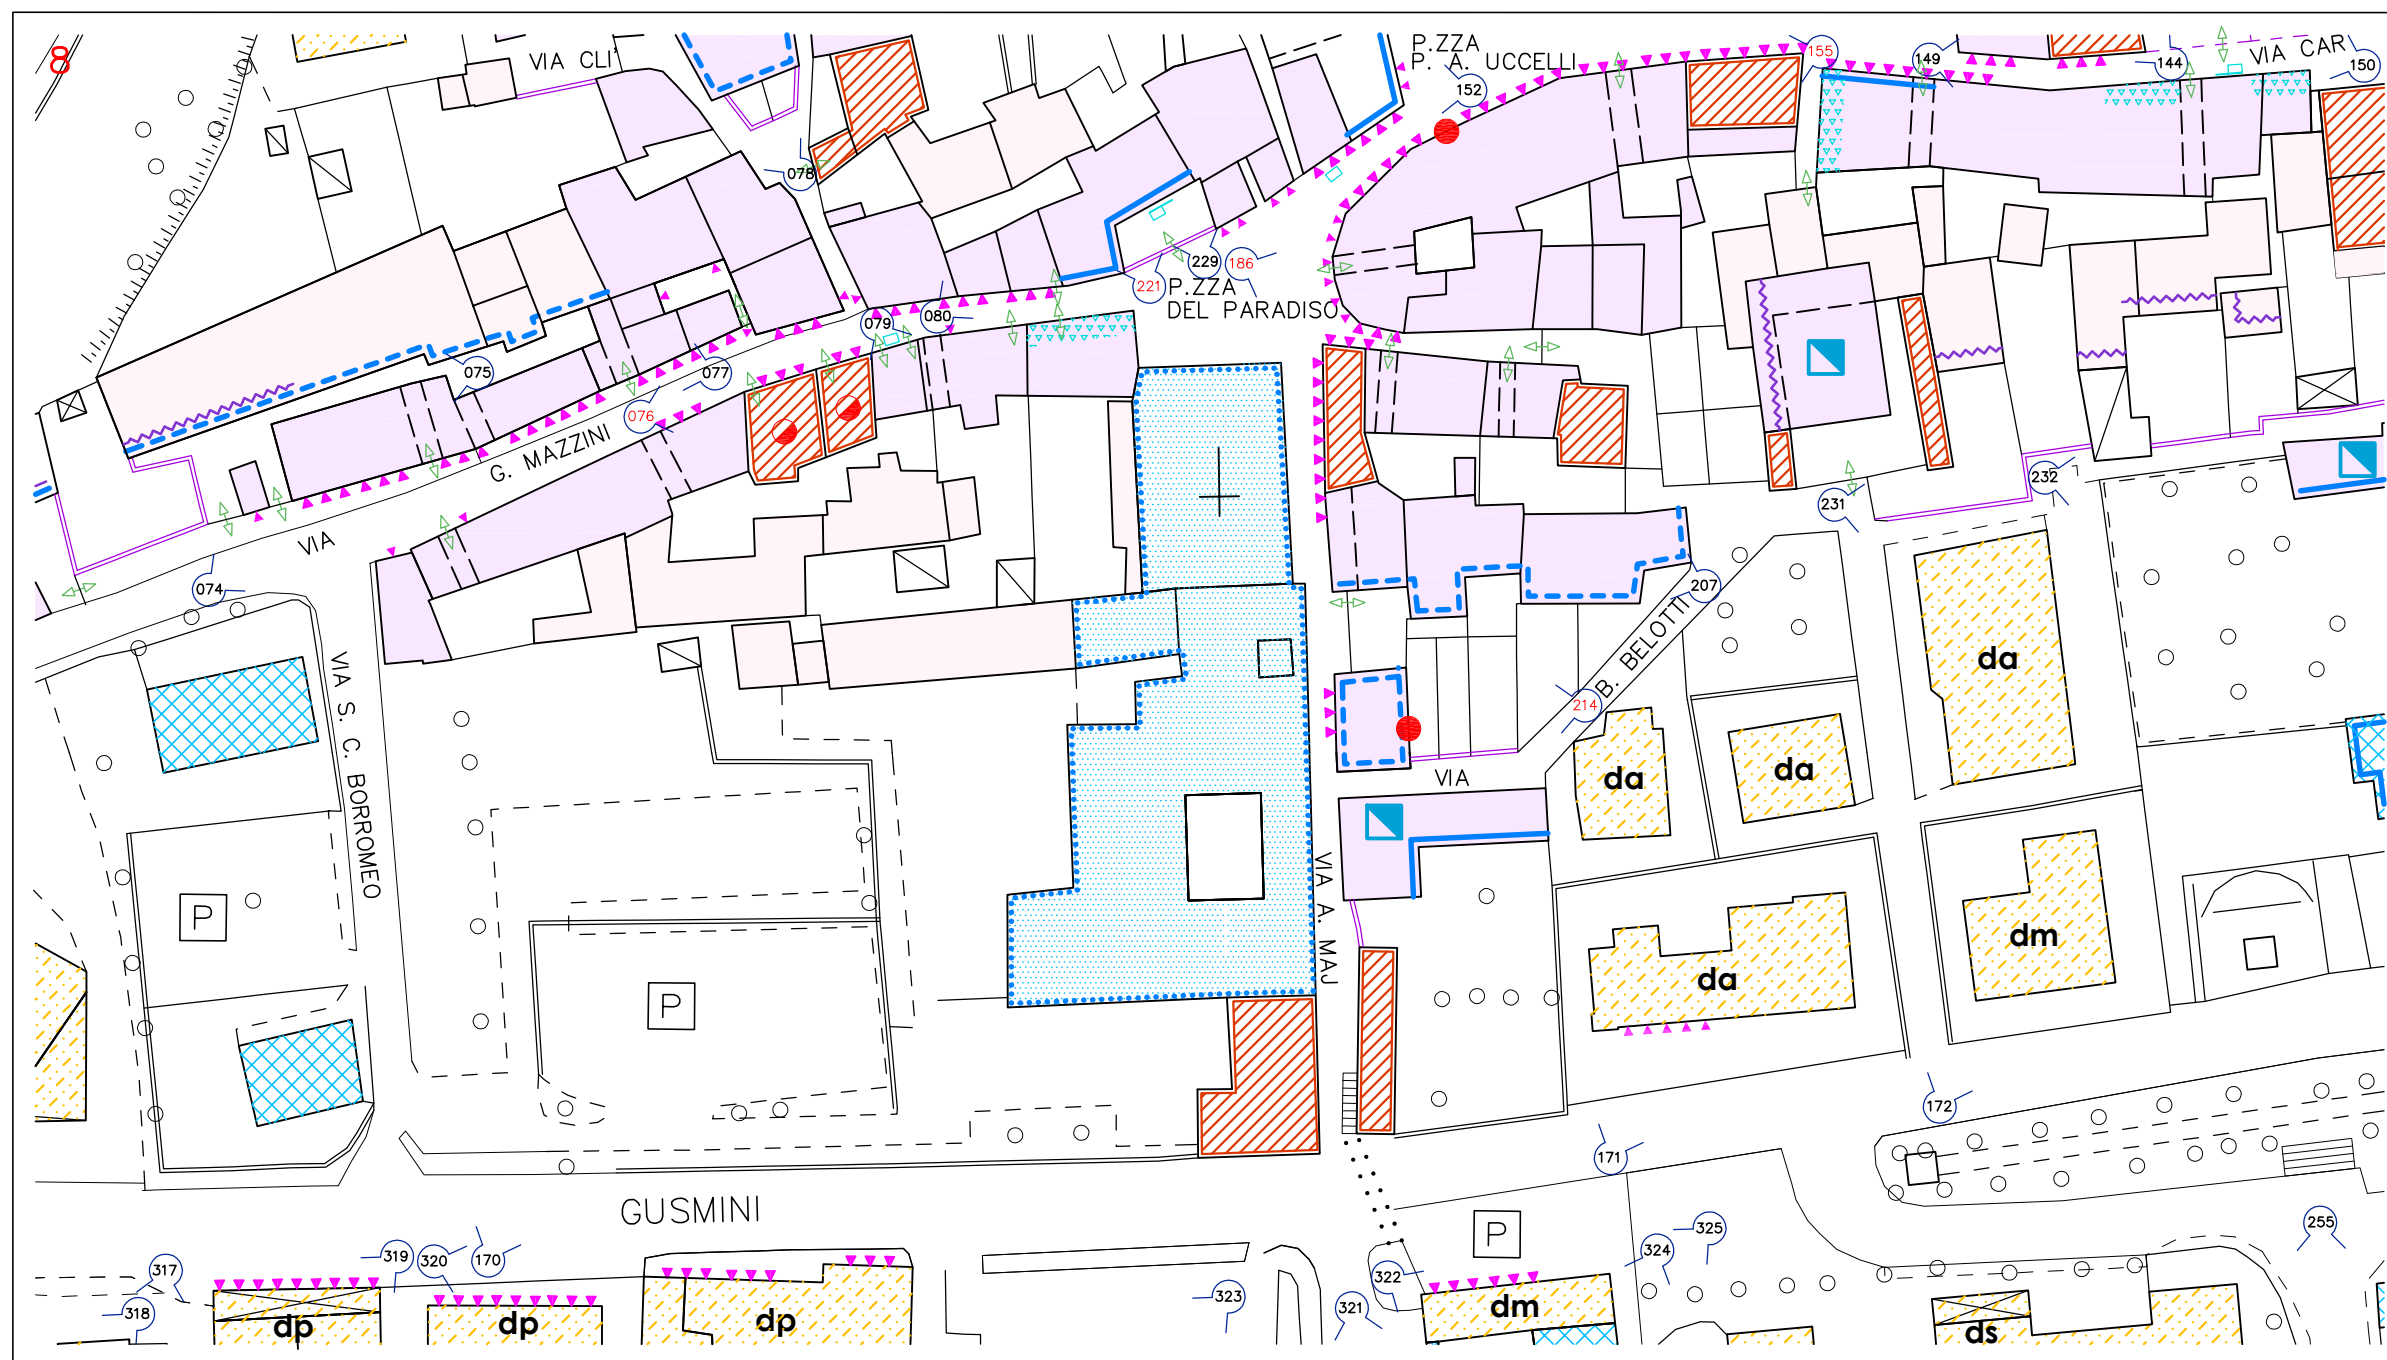 8
VIA CLI
P.ZZA
P. A. UCCELLI
155
149
144
VIA CAR
150
152
078
229
186
221
P.ZZA
DEL PARADISO
079
080
075
077
076
G. MAZZINI
VIA
074
231
232
207
B. BELOTTI
214
VIA
da
da
da
VIA S. C. BORROMEO
VIA A. MAJ
P
P
da
dm
172
171
GUSMINI
P
317
318
319
320
170
322
321
323
324
325
255
dp
dp
dp
dm
ds